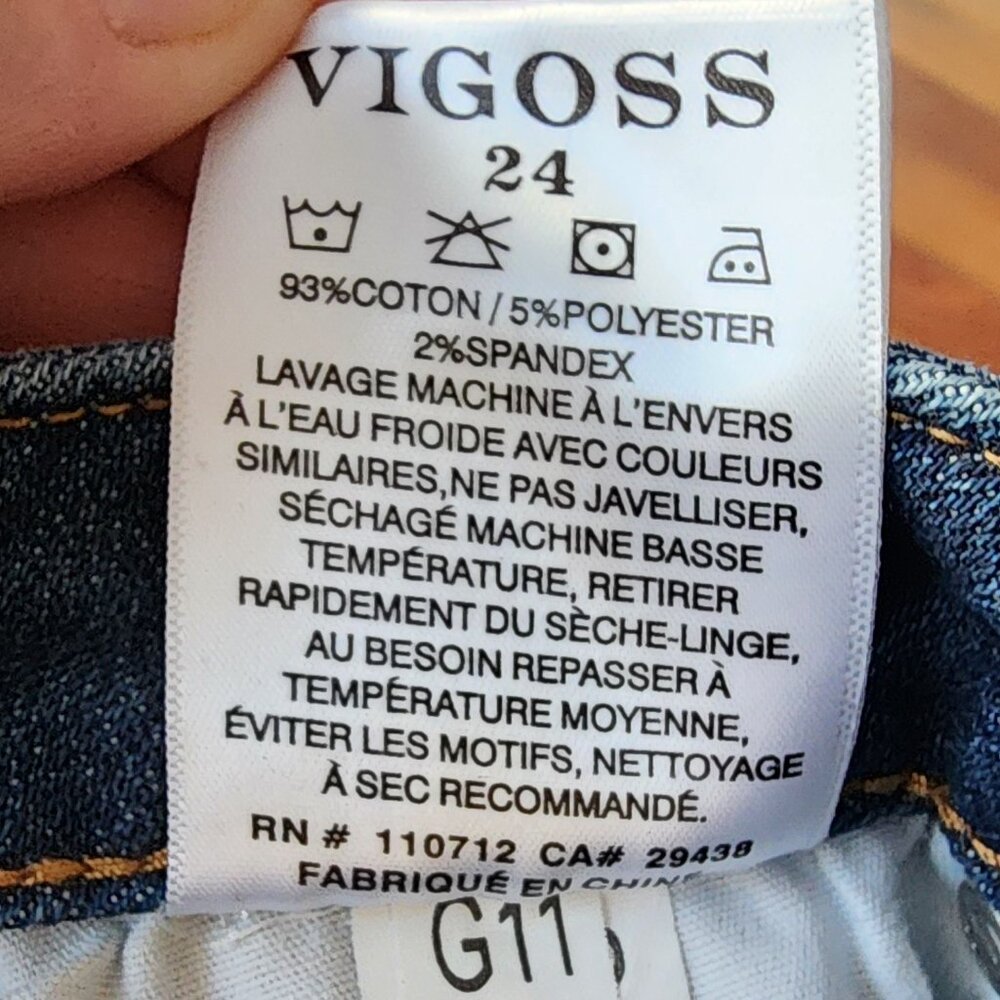 VIGOSS
24
93%COTON / 5%POLYESTER
2%SPANDEX
LAVAGE MACHINE À L'ENVERS
À L'EAU FROIDE AVEC COULEURS
SIMILAIRES,NE PAS JAVELLISER,
SÉCHAGÉ MACHINE BASSE
TEMPÉRATURE, RETIRER
RAPIDEMENT DU SÈCHE-LINGE,
AU BESOIN REPASSER À
TEMPÉRATURE MOYENNE,
ÉVITER LES MOTIFS, NETTOYAGE
À SEC RECOMMANDÉ.
RN # 110712 CA# 29438
FABRIQUÉ EN CHINE
G11